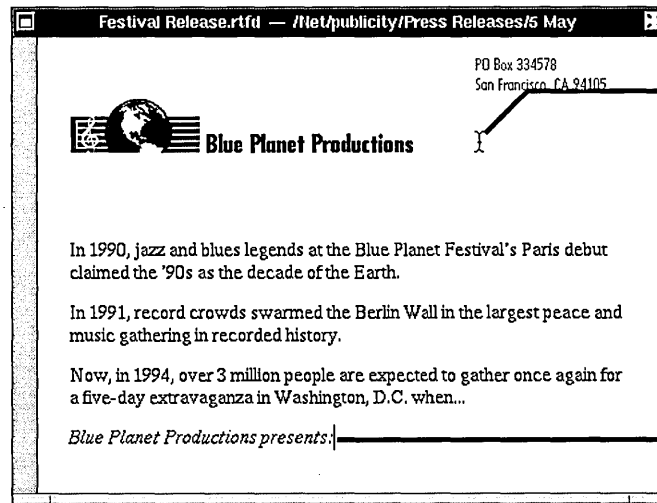 Festival Release.rtfd — /Net/publicity/Press Releases/5 May
PO Box 334578
San Francisco, CA 94105
Blue Planet Productions
In 1990, jazz and blues legends at the Blue Planet Festival's Paris debut
claimed the '90s as the decade of the Earth.
In 1991, record crowds swarmed the Berlin Wall in the largest peace and
music gathering in recorded history.
Now, in 1994, over 3 million people are expected to gather once again for
a five-day extravaganza in Washington, D.C. when...
Blue Planet Productions presents: